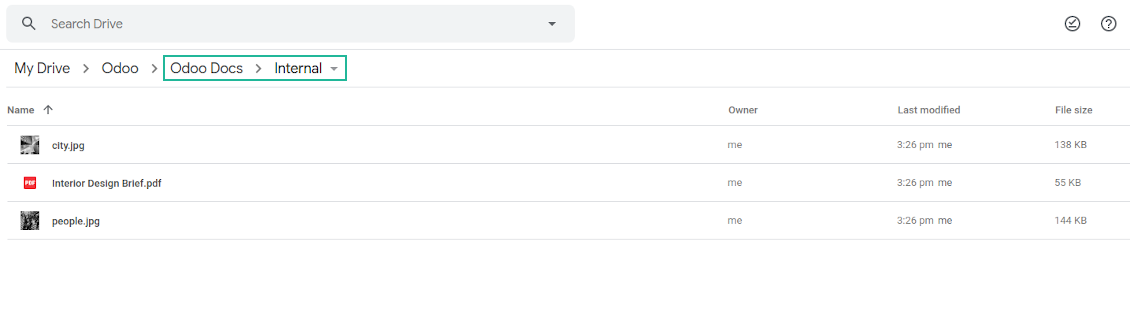 Search Drive
My Drive > Odoo > Odoo Docs > Internal
Name Owner Last modified File size
city.jpg me 3:26 pm me 138 KB
PDF Interior Design Brief.pdf me 3:26 pm me 55 KB
people.jpg me 3:26 pm me 144 KB